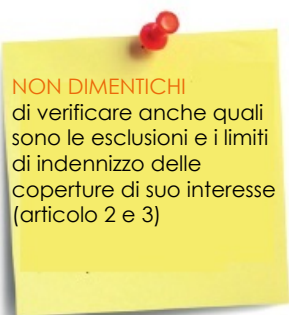 NON DIMENTICHI
di verificare anche quali
sono le esclusioni e i limiti
di indennizzo delle
coperture di suo interesse
(articolo 2 e 3)